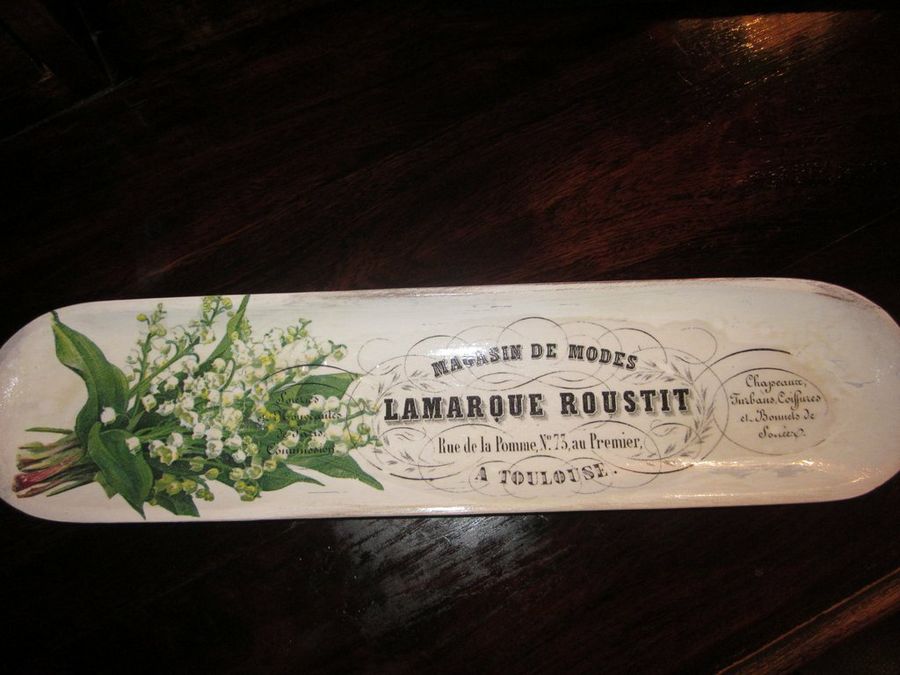 MAGASIN DE MODES
LAMARQUE ROUSTIT
Rue de la Pomme, N.º 73, au Premier,
A TOULOUSE.
Chapeaux,
Turbans, Coiffures
et Bonnets de
Soirée